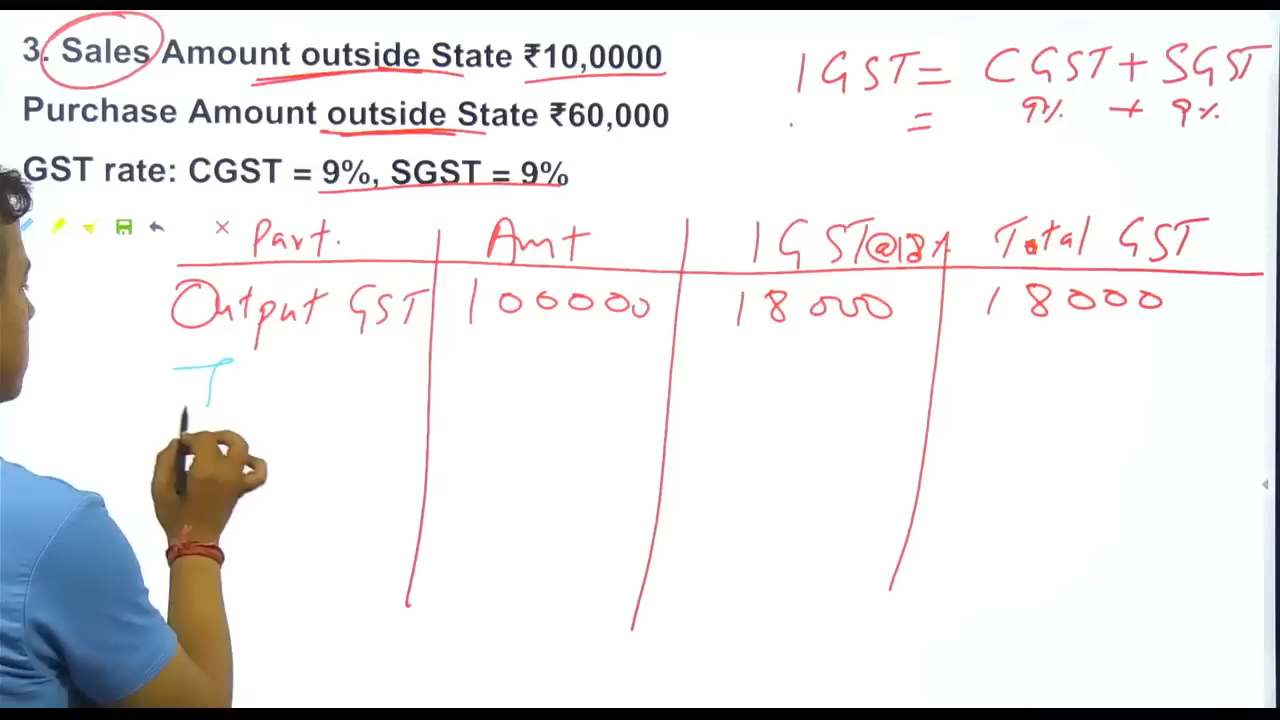 3. Sales Amount outside State ₹10,0000
Purchase Amount outside State ₹60,000
GST rate: CGST = 9%, SGST = 9%
IGST = CGST + SGST
= 9% + 9%
Part. Amt IGST@18% Total GST
Output GST 100000 18000 18000
I